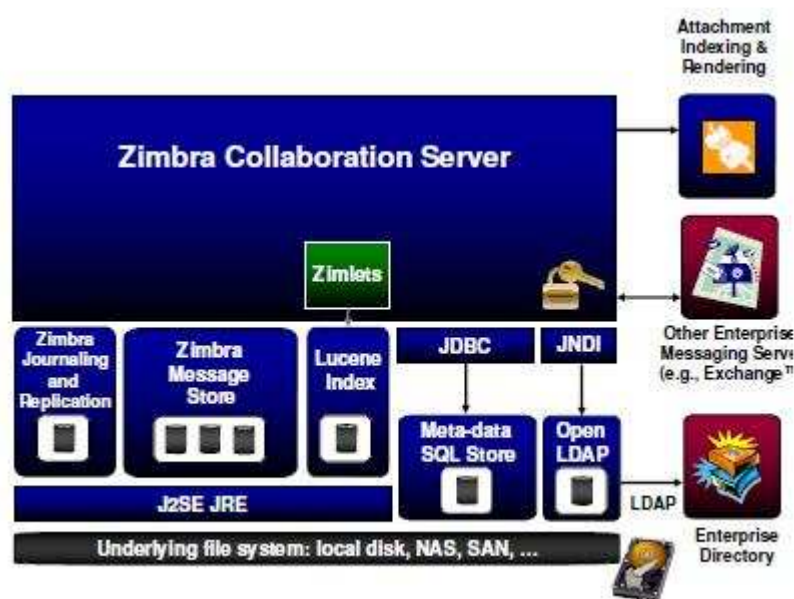 Attachment
Indexing &
Rendering
Zimbra Collaboration Server
Zimlets
Zimbra
Journaling
and
Replication
Zimbra
Message
Store
Lucene
Index
JDBC
JNDI
Other Enterprise
Messaging Serve
(e.g., Exchange™
Meta-data
SQL Store
Open
LDAP
LDAP
J2SE JRE
Enterprise
Directory
Underlying file system: local disk, NAS, SAN, ...